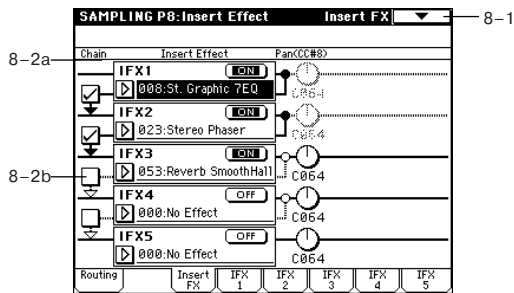 SAMPLING P8:Insert Effect Insert FX
8-1
Chain Insert Effect Pan(CC#8)
8-2a
IFX1 ON
008:St. Graphic 7EQ C064
IFX2 ON
023:Stereo Phaser C064
IFX3 ON
8-2b
053:Reverb SmoothHall C064
IFX4 OFF
000:No Effect C064
IFX5 OFF
000:No Effect C064
Routing Insert FX IFX 1 IFX 2 IFX 3 IFX 4 IFX 5